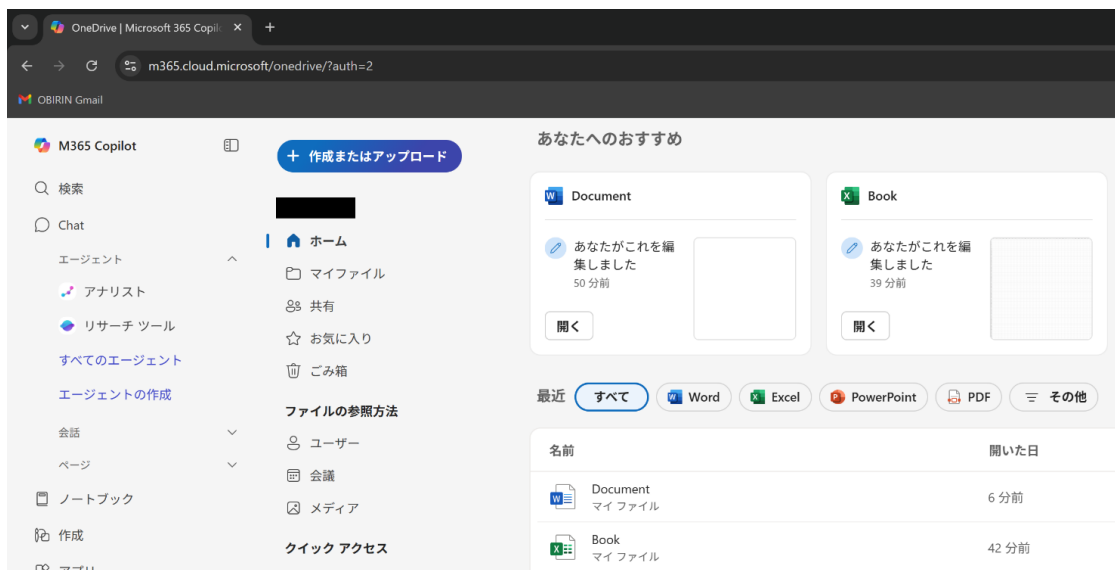 OneDrive | Microsoft 365 Copil
m365.cloud.microsoft/onedrive/?auth=2
OBIRIN Gmail
M365 Copilot
検索
Chat
エージェント
アナリスト
リサーチ ツール
すべてのエージェント
エージェントの作成
会話
ページ
ノートブック
作成
アプリ
作成またはアップロード
ホーム
マイファイル
共有
お気に入り
ごみ箱
ファイルの参照方法
ユーザー
会議
メディア
クイック アクセス
あなたへのおすすめ
Document
あなたがこれを編
集しました
50 分前
開く
Book
あなたがこれを編
集しました
39 分前
開く
最近 すべて Word Excel PowerPoint PDF その他
名前 開いた日
Document
マイ ファイル
6 分前
Book
マイ ファイル
42 分前